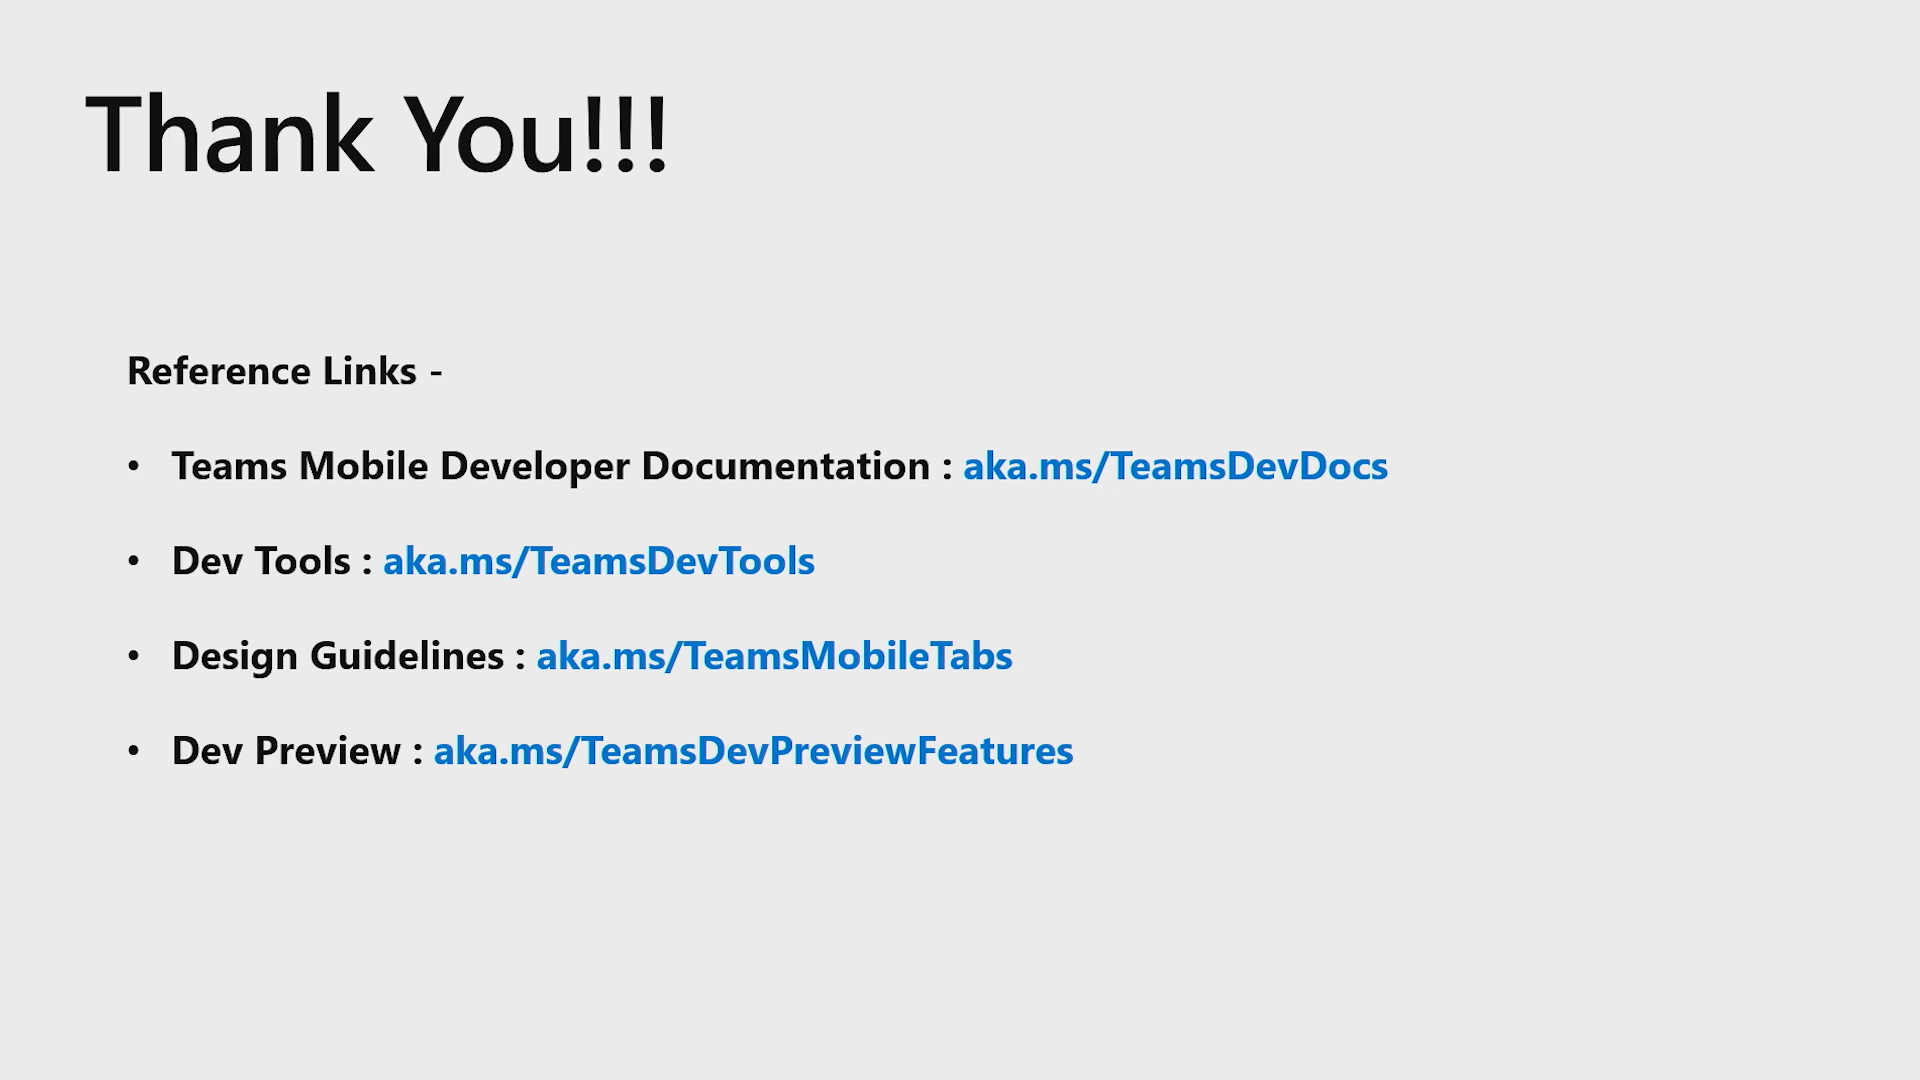 Thank You!!!
Reference Links -
• Teams Mobile Developer Documentation : aka.ms/TeamsDevDocs
• Dev Tools : aka.ms/TeamsDevTools
• Design Guidelines : aka.ms/TeamsMobileTabs
• Dev Preview : aka.ms/TeamsDevPreviewFeatures